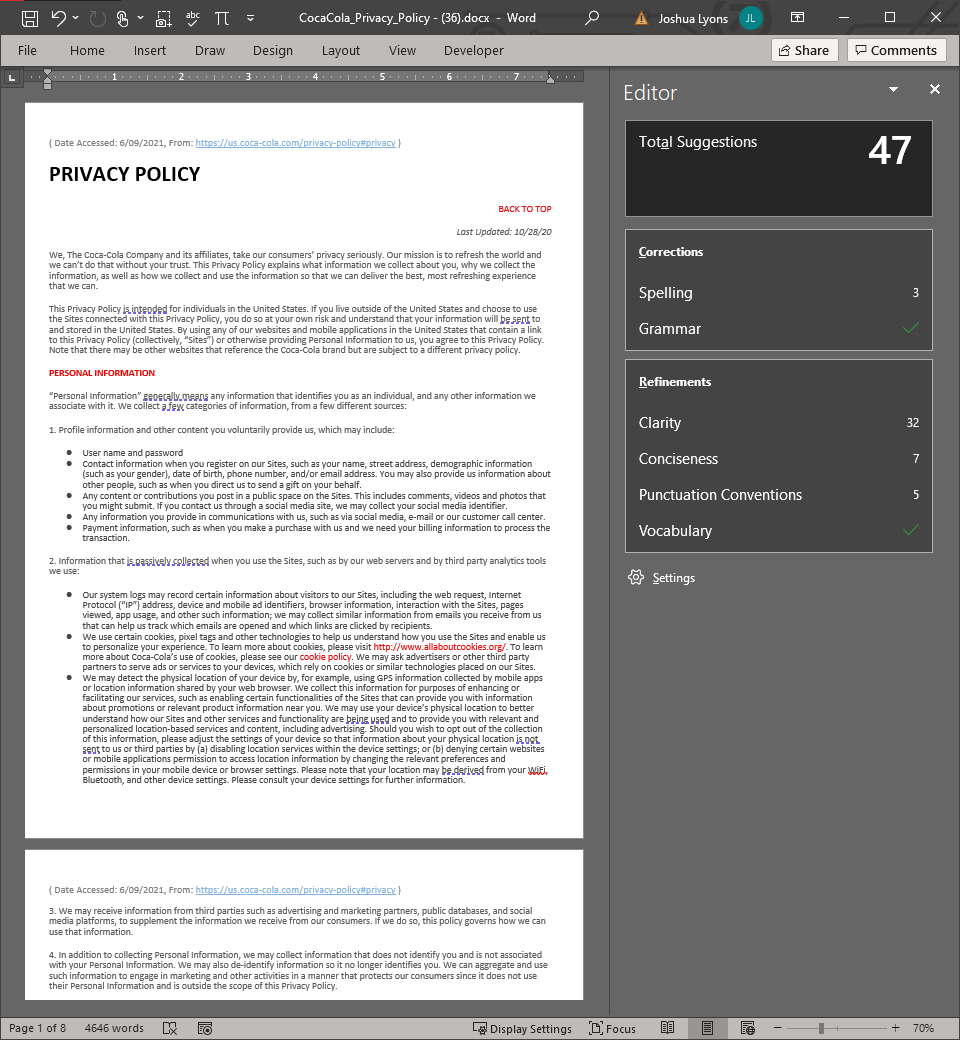 abc
CocaCola_Privacy_Policy - (36).docx - Word
Joshua Lyons
JL
File Home Insert Draw Design Layout View Developer
Share
Comments
L
1 2 3 4 5 6 7
( Date Accessed: 6/09/2021, From: https://us.coca-cola.com/privacy-policy#privacy )
PRIVACY POLICY
BACK TO TOP
Last Updated: 10/28/20
We, The Coca-Cola Company and its affiliates, take our consumers' privacy seriously. Our mission is to refresh the world and
we can't do that without your trust. This Privacy Policy explains what information we collect about you, why we collect the
information, as well as how we collect and use the information so that we can deliver the best, most refreshing experience
that we can.
This Privacy Policy is intended for individuals in the United States. If you live outside of the United States and choose to use
the Sites connected with this Privacy Policy, you do so at your own risk and understand that your information will be sent to
and stored in the United States. By using any of our websites and mobile applications in the United States that contain a link
to this Privacy Policy (collectively, “Sites”) or otherwise providing Personal Information to us, you agree to this Privacy Policy.
Note that there may be other websites that reference the Coca-Cola brand but are subject to a different privacy policy.
PERSONAL INFORMATION
“Personal Information” generally means any information that identifies you as an individual, and any other information we
associate with it. We collect a few categories of information, from a few different sources:
1. Profile information and other content you voluntarily provide us, which may include:
● User name and password
● Contact information when you register on our Sites, such as your name, street address, demographic information
(such as your gender), date of birth, phone number, and/or email address. You may also provide us information about
other people, such as when you direct us to send a gift on your behalf.
● Any content or contributions you post in a public space on the Sites. This includes comments, videos and photos that
you might submit. If you contact us through a social media site, we may collect your social media identifier.
● Any information you provide in communications with us, such as via social media, e-mail or our customer call center.
● Payment information, such as when you make a purchase with us and we need your billing information to process the
transaction.
2. Information that is passively collected when you use the Sites, such as by our web servers and by third party analytics tools
we use:
● Our system logs may record certain information about visitors to our Sites, including the web request, Internet
Protocol (“IP”) address, device and mobile ad identifiers, browser information, interaction with the Sites, pages
viewed, app usage, and other such information; we may collect similar information from emails you receive from us
that can help us track which emails are opened and which links are clicked by recipients.
● We use certain cookies, pixel tags and other technologies to help us understand how you use the Sites and enable us
to personalize your experience. To learn more about cookies, please visit http://www.allaboutcookies.org/. To learn
more about Coca-Cola's use of cookies, please see our cookie policy. We may ask advertisers or other third party
partners to serve ads or services to your devices, which rely on cookies or similar technologies placed on our Sites.
● We may detect the physical location of your device by, for example, using GPS information collected by mobile apps
or location information shared by your web browser. We collect this information for purposes of enhancing or
facilitating our services, such as enabling certain functionalities of the Sites that can provide you with information
about promotions or relevant product information near you. We may use your device's physical location to better
understand how our Sites and other services and functionality are being used and to provide you with relevant and
personalized location-based services and content, including advertising. Should you wish to opt out of the collection
of this information, please adjust the settings of your device so that information about your physical location is not
sent to us or third parties by (a) disabling location services within the device settings; or (b) denying certain websites
or mobile applications permission to access location information by changing the relevant preferences and
permissions in your mobile device or browser settings. Please note that your location may be derived from your WiFi,
Bluetooth, and other device settings. Please consult your device settings for further information.
( Date Accessed: 6/09/2021, From: https://us.coca-cola.com/privacy-policy#privacy )
3. We may receive information from third parties such as advertising and marketing partners, public databases, and social
media platforms, to supplement the information we receive from our consumers. If we do so, this policy governs how we can
use that information.
4. In addition to collecting Personal Information, we may collect information that does not identify you and is not associated
with your Personal Information. We may also de-identify information so it no longer identifies you. We can aggregate and use
such information to engage in marketing and other activities in a manner that protects our consumers since it does not use
their Personal Information and is outside the scope of this Privacy Policy.
Editor
Total Suggestions 47
Corrections
Spelling 3
Grammar
Refinements
Clarity 32
Conciseness 7
Punctuation Conventions 5
Vocabulary
Settings
Page 1 of 8 4646 words Display Settings Focus 70%